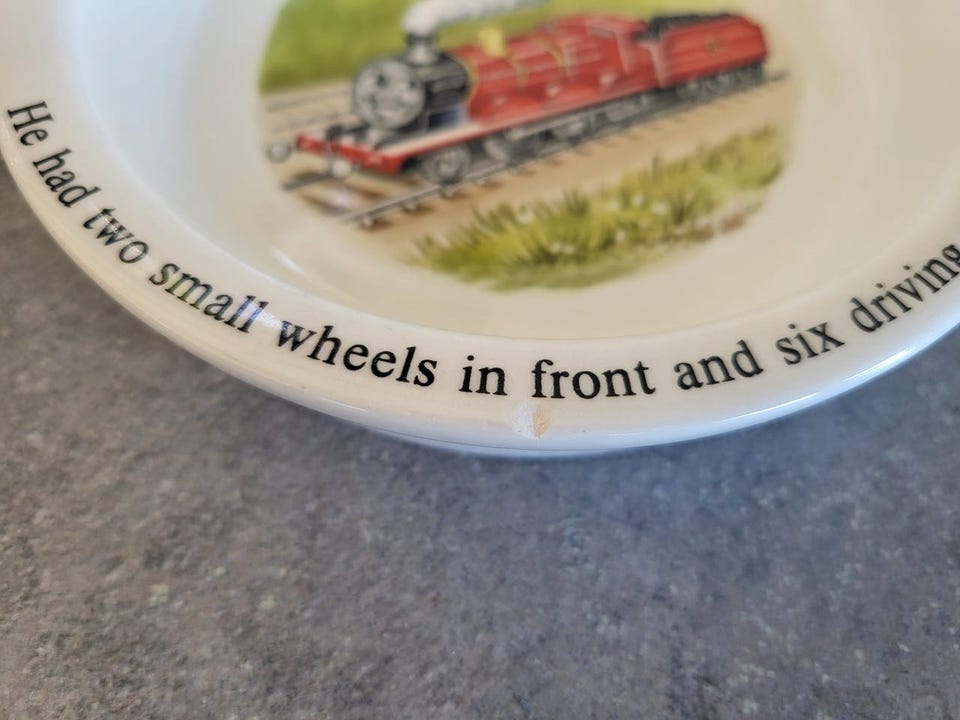 He had two small wheels in front and six driving